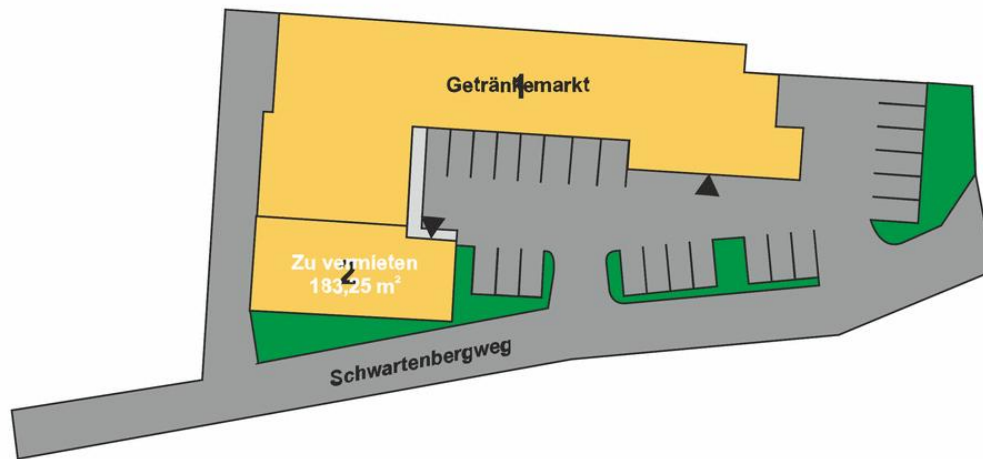 Getränkemarkt
1
Zu vermieten
2
183,25 m²
Schwartenbergweg